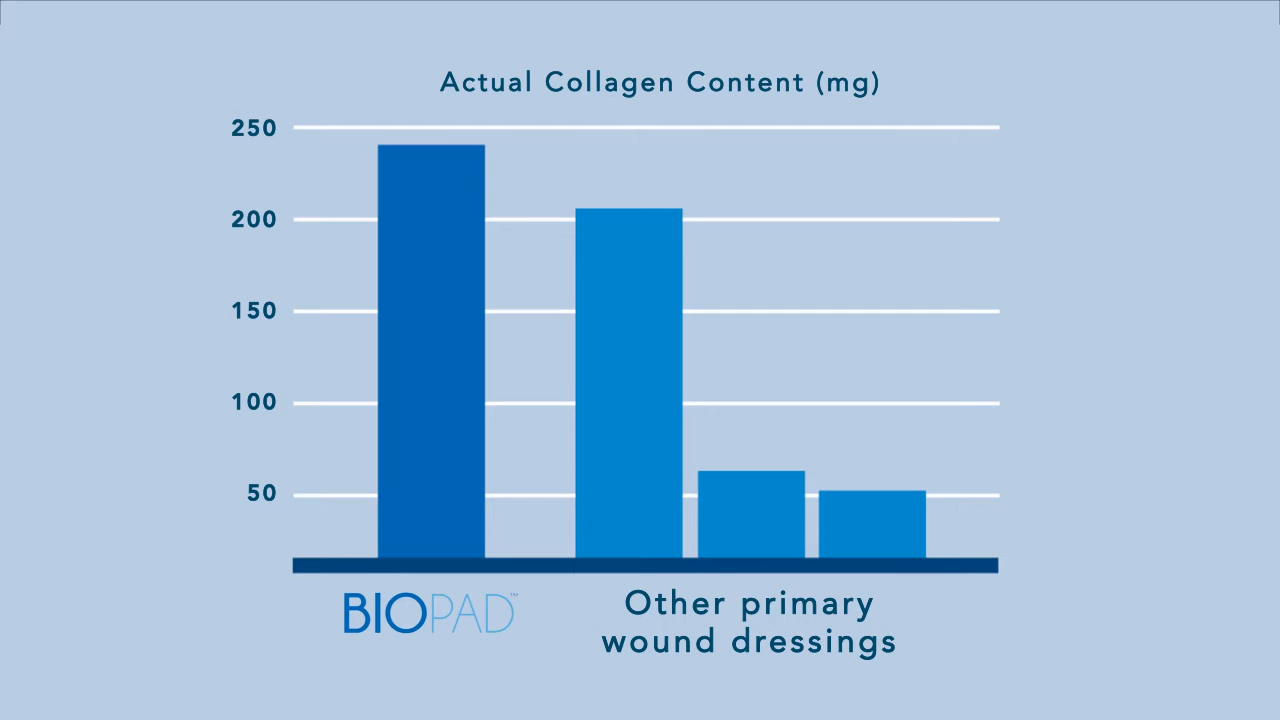 Actual Collagen Content (mg)
250
200
150
100
50
BIOPAD™
Other primary
wound dressings